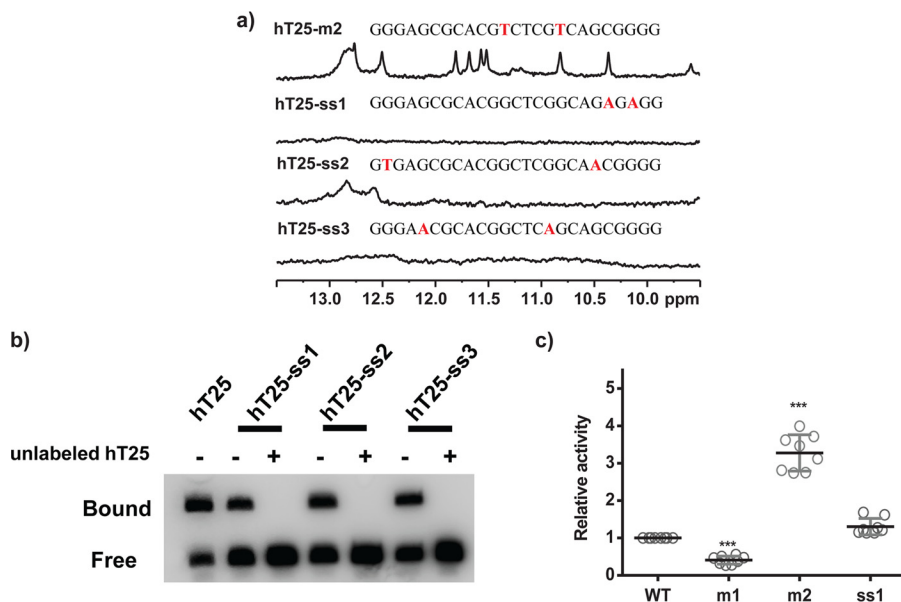 a)
hT25-m2 GGGAGCGCACGTCTCGTCAGCGGGG
hT25-ss1 GGGAGCGCACGGCTCGGCAGAGAGG
hT25-ss2 GTGAGCGCACGGCTCGGCAACGGGG
hT25-ss3 GGGAACGCACGGCTCAGCAGCGGGG
13.0 12.5 12.0 11.5 11.0 10.5 10.0 ppm
b)
hT25 hT25-ss1 hT25-ss2 hT25-ss3
unlabeled hT25 - - + - + - +
Bound
Free
c)
Relative activity
5
4
3
2
1
0
***
***
WT m1 m2 ss1